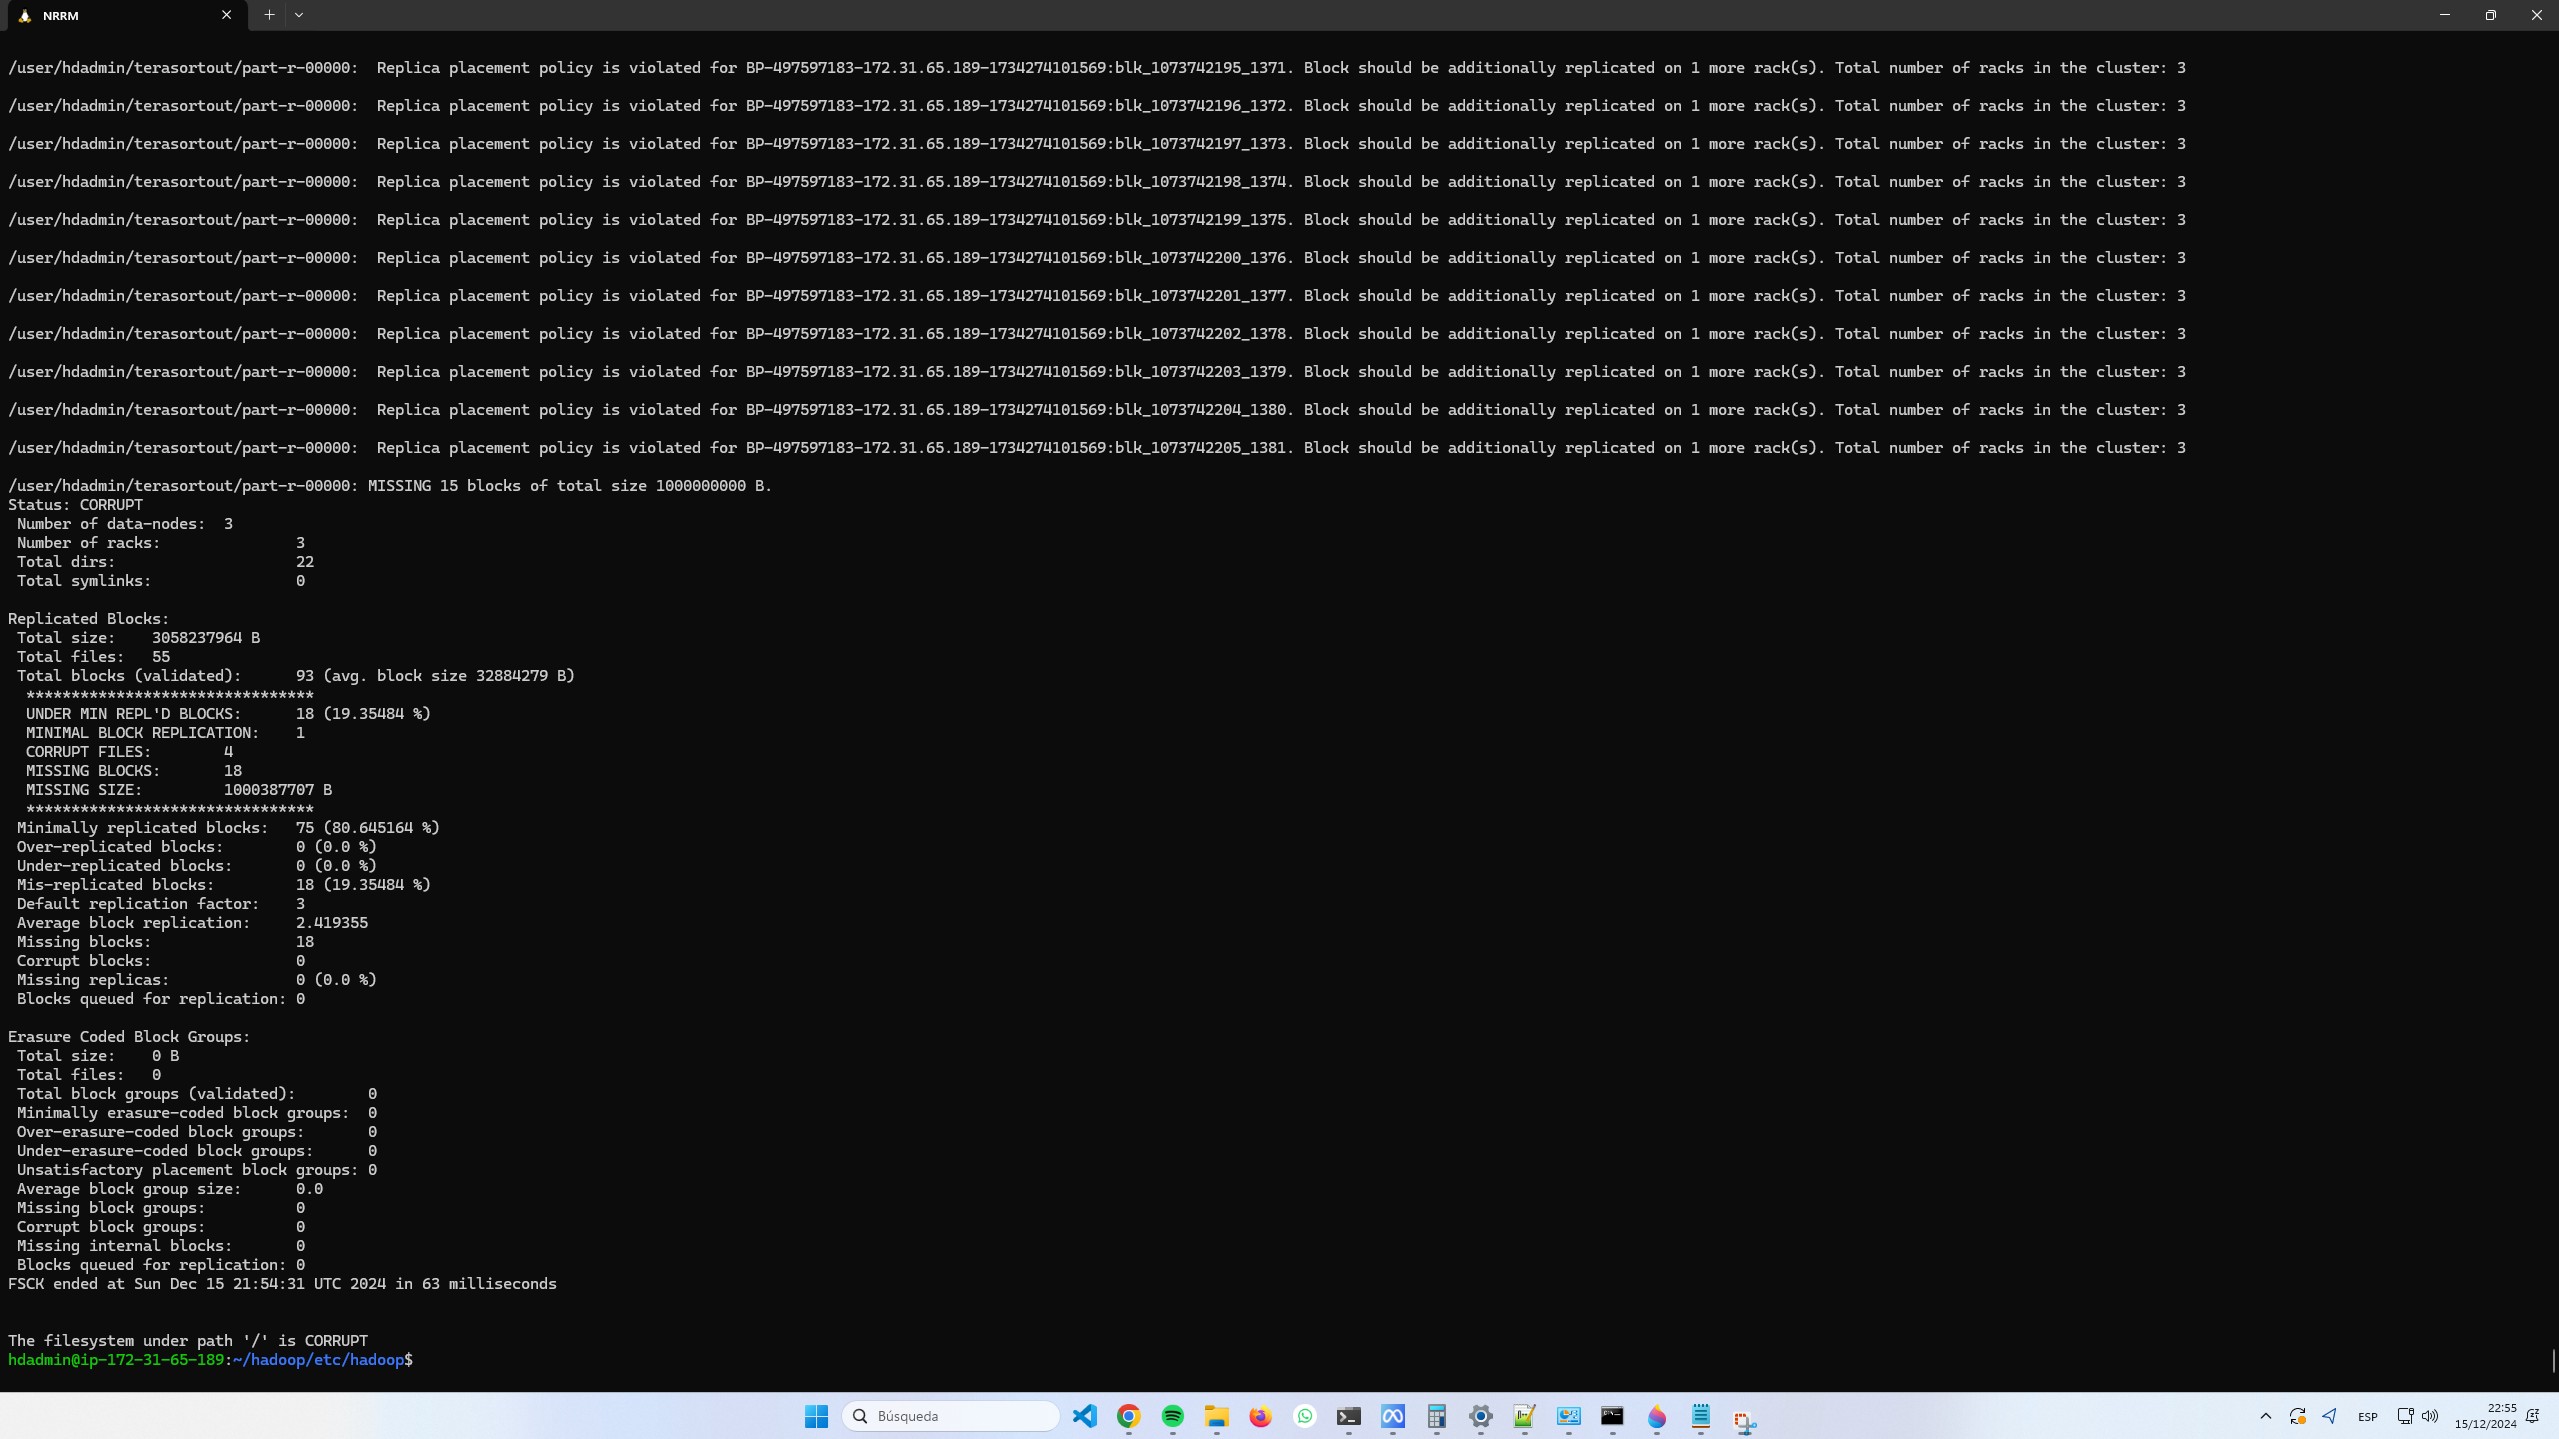 NRRM
/user/hdadmin/terasortout/part-r-00000:  Replica placement policy is violated for BP-497597183-172.31.65.189-1734274101569:blk_1073742195_1371. Block should be additionally replicated on 1 more rack(s). Total number of racks in the cluster: 3
/user/hdadmin/terasortout/part-r-00000:  Replica placement policy is violated for BP-497597183-172.31.65.189-1734274101569:blk_1073742196_1372. Block should be additionally replicated on 1 more rack(s). Total number of racks in the cluster: 3
/user/hdadmin/terasortout/part-r-00000:  Replica placement policy is violated for BP-497597183-172.31.65.189-1734274101569:blk_1073742197_1373. Block should be additionally replicated on 1 more rack(s). Total number of racks in the cluster: 3
/user/hdadmin/terasortout/part-r-00000:  Replica placement policy is violated for BP-497597183-172.31.65.189-1734274101569:blk_1073742198_1374. Block should be additionally replicated on 1 more rack(s). Total number of racks in the cluster: 3
/user/hdadmin/terasortout/part-r-00000:  Replica placement policy is violated for BP-497597183-172.31.65.189-1734274101569:blk_1073742199_1375. Block should be additionally replicated on 1 more rack(s). Total number of racks in the cluster: 3
/user/hdadmin/terasortout/part-r-00000:  Replica placement policy is violated for BP-497597183-172.31.65.189-1734274101569:blk_1073742200_1376. Block should be additionally replicated on 1 more rack(s). Total number of racks in the cluster: 3
/user/hdadmin/terasortout/part-r-00000:  Replica placement policy is violated for BP-497597183-172.31.65.189-1734274101569:blk_1073742201_1377. Block should be additionally replicated on 1 more rack(s). Total number of racks in the cluster: 3
/user/hdadmin/terasortout/part-r-00000:  Replica placement policy is violated for BP-497597183-172.31.65.189-1734274101569:blk_1073742202_1378. Block should be additionally replicated on 1 more rack(s). Total number of racks in the cluster: 3
/user/hdadmin/terasortout/part-r-00000:  Replica placement policy is violated for BP-497597183-172.31.65.189-1734274101569:blk_1073742203_1379. Block should be additionally replicated on 1 more rack(s). Total number of racks in the cluster: 3
/user/hdadmin/terasortout/part-r-00000:  Replica placement policy is violated for BP-497597183-172.31.65.189-1734274101569:blk_1073742204_1380. Block should be additionally replicated on 1 more rack(s). Total number of racks in the cluster: 3
/user/hdadmin/terasortout/part-r-00000:  Replica placement policy is violated for BP-497597183-172.31.65.189-1734274101569:blk_1073742205_1381. Block should be additionally replicated on 1 more rack(s). Total number of racks in the cluster: 3
/user/hdadmin/terasortout/part-r-00000: MISSING 15 blocks of total size 1000000000 B.
Status: CORRUPT
Number of data-nodes: 3
Number of racks: 3
Total dirs: 22
Total symlinks: 0
Replicated Blocks:
Total size: 3058237964 B
Total files: 55
Total blocks (validated): 93 (avg. block size 32884279 B)
********************************
UNDER MIN REPL'D BLOCKS: 18 (19.35484 %)
MINIMAL BLOCK REPLICATION: 1
CORRUPT FILES: 4
MISSING BLOCKS: 18
MISSING SIZE: 1000387707 B
********************************
Minimally replicated blocks: 75 (80.645164 %)
Over-replicated blocks: 0 (0.0 %)
Under-replicated blocks: 0 (0.0 %)
Mis-replicated blocks: 18 (19.35484 %)
Default replication factor: 3
Average block replication: 2.419355
Missing blocks: 18
Corrupt blocks: 0
Missing replicas: 0 (0.0 %)
Blocks queued for replication: 0
Erasure Coded Block Groups:
Total size: 0 B
Total files: 0
Total block groups (validated): 0
Minimally erasure-coded block groups: 0
Over-erasure-coded block groups: 0
Under-erasure-coded block groups: 0
Unsatisfactory placement block groups: 0
Average block group size: 0.0
Missing block groups: 0
Corrupt block groups: 0
Missing internal blocks: 0
Blocks queued for replication: 0
FSCK ended at Sun Dec 15 21:54:31 UTC 2024 in 63 milliseconds
The filesystem under path '/' is CORRUPT
hdadmin@ip-172-31-65-189:~/hadoop/etc/hadoop$
Búsqueda
ESP
22:55
15/12/2024